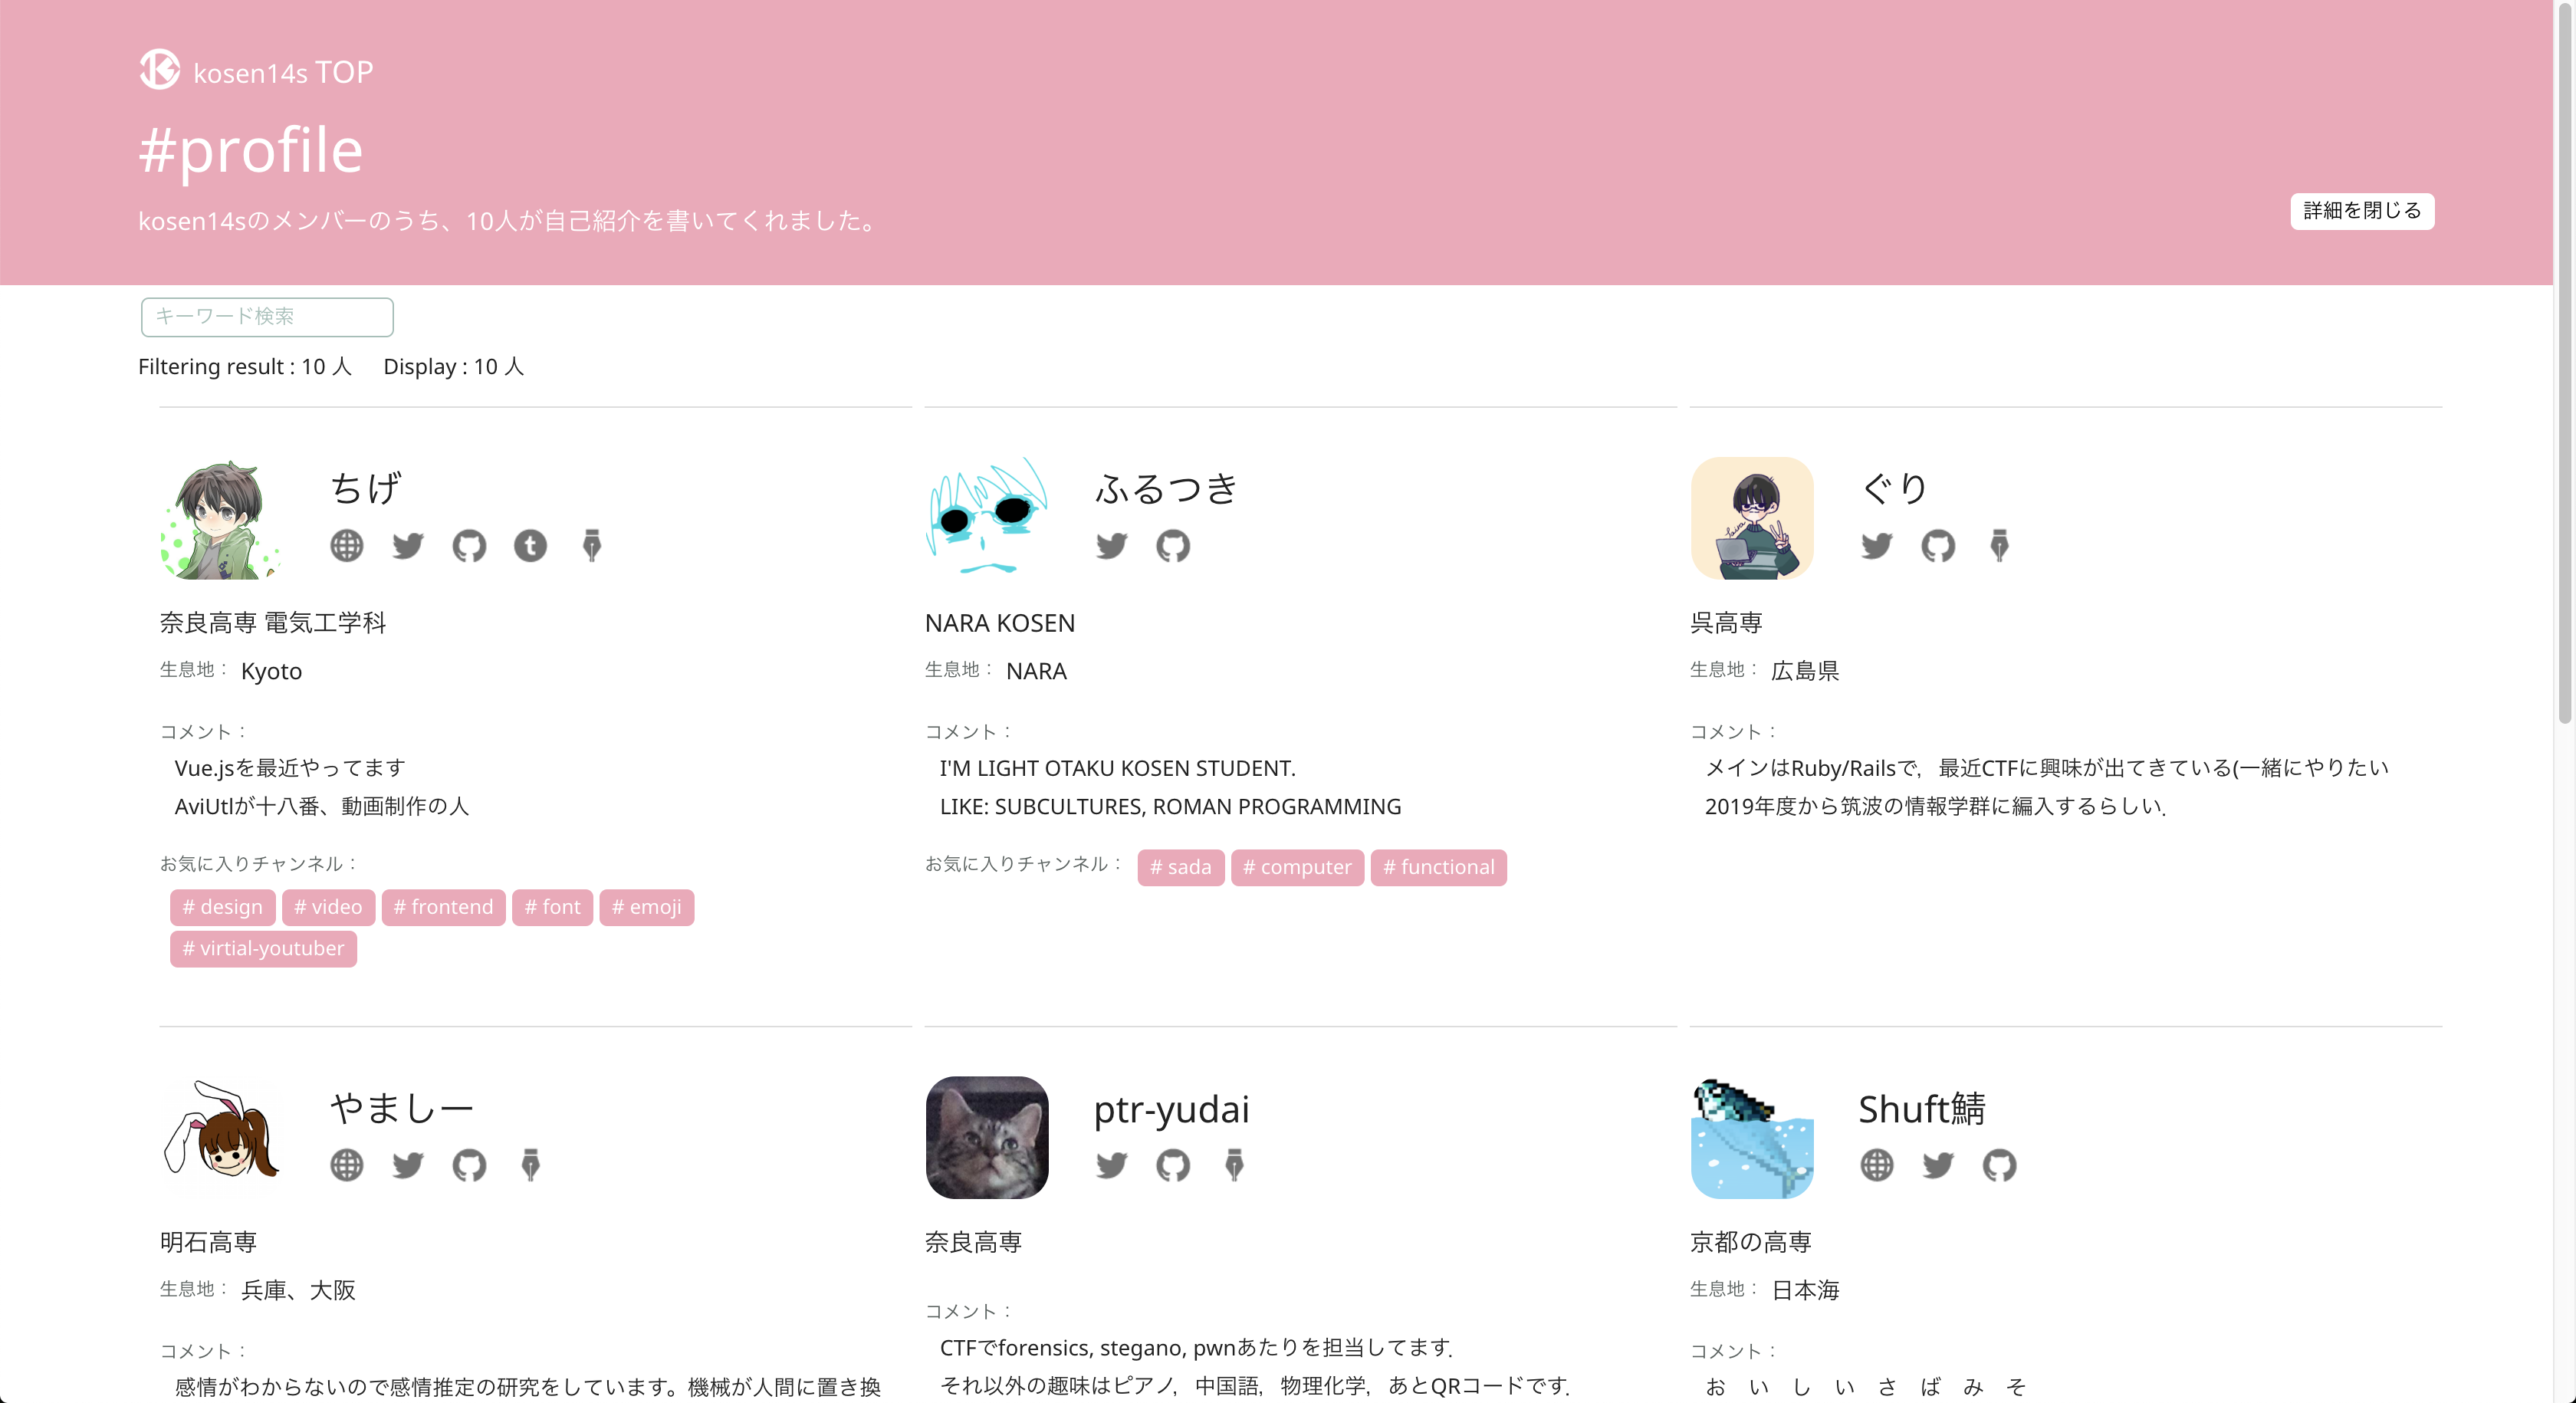 kosen14s TOP
#profile
kosen14sのメンバーのうち、10人が自己紹介を書いてくれました。
詳細を閉じる
キーワード検索
Filtering result : 10 人 Display : 10 人
ちげ
奈良高専 電気工学科
生息地： Kyoto
コメント：
Vue.jsを最近やってます
AviUtlが十八番、動画制作の人
お気に入りチャンネル：
# design # video # frontend # font # emoji
# virtial-youtuber
ふるつき
NARA KOSEN
生息地： NARA
コメント：
I'M LIGHT OTAKU KOSEN STUDENT.
LIKE: SUBCULTURES, ROMAN PROGRAMMING
お気に入りチャンネル： # sada # computer # functional
ぐり
呉高専
生息地： 広島県
コメント：
メインはRuby/Railsで，最近CTFに興味が出てきている(一緒にやりたい
2019年度から筑波の情報学群に編入するらしい．
やましー
明石高専
生息地： 兵庫、大阪
コメント：
感情がわからないので感情推定の研究をしています。機械が人間に置き換
ptr-yudai
奈良高専
コメント：
CTFでforensics, stegano, pwnあたりを担当してます．
それ以外の趣味はピアノ，中国語，物理化学，あとQRコードです．
Shuft鯖
京都の高専
生息地： 日本海
コメント：
お　い　し　い　さ　ば　み　そ